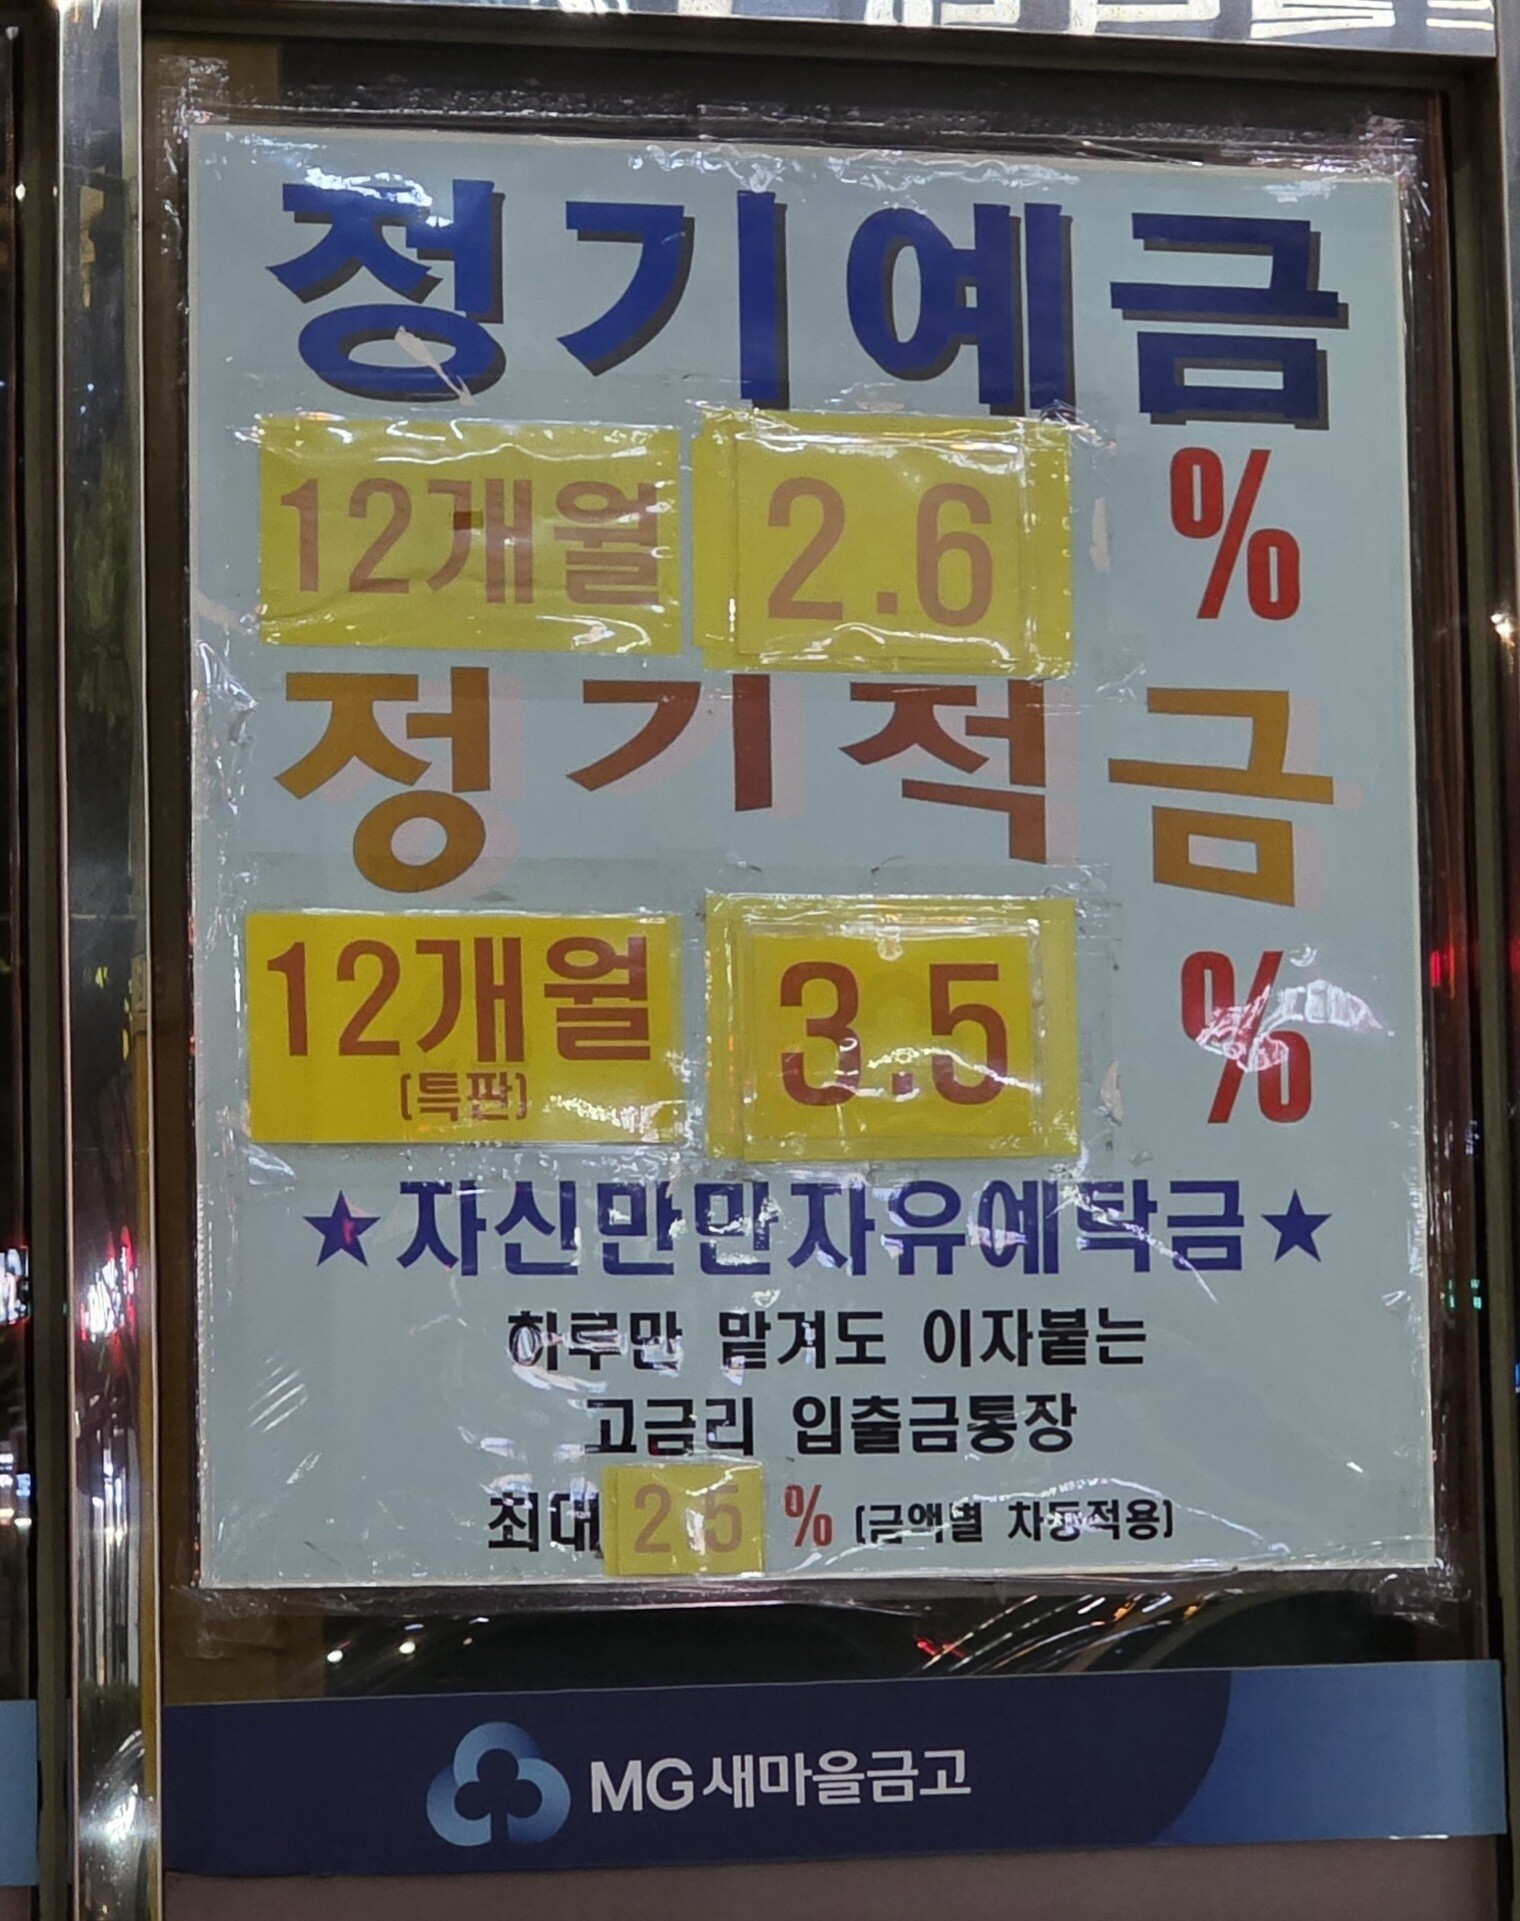 정기예금
12개월 2.6 %
정기적금
12개월 3.5 %
(특판)
★자신만만자유예탁금★
하루만 맡겨도 이자붙는
고금리 입출금통장
최대 2.5 % (금액별 차등적용)
MG새마을금고